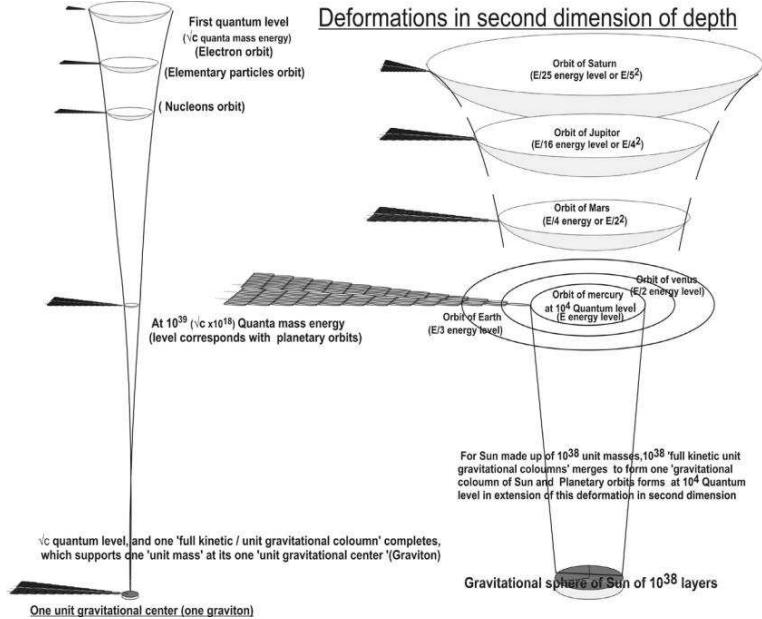 Deformations in second dimension of depth
First quantum level
(√c quanta mass energy)
(Electron orbit)
(Elementary particles orbit)
( Nucleons orbit)
At 10³⁹ (√c x10¹⁸) Quanta mass energy
(level corresponds with planetary orbits)
√c quantum level, and one 'full kinetic / unit gravitational coloumn' completes,
which supports one 'unit mass' at its one 'unit gravitational center '(Graviton)
One unit gravitational center (one graviton)
Orbit of Saturn
(E/25 energy level or E/5²)
Orbit of Jupitor
(E/16 energy level or E/4²)
Orbit of Mars
(E/4 energy or E/2²)
Orbit of venus
(E/2 energy level)
Orbit of mercury
at 10⁴ Quantum level
(E energy level)
Orbit of Earth
(E/3 energy level)
For Sun made up of 10³⁸ unit masses,10³⁸ 'full kinetic unit
gravitational coloumns' merges to form one 'gravitational
coloumn of Sun and Planetary orbits forms at 10⁴ Quantum
level in extension of this deformation in second dimension
Gravitational sphere of Sun of 10³⁸ layers